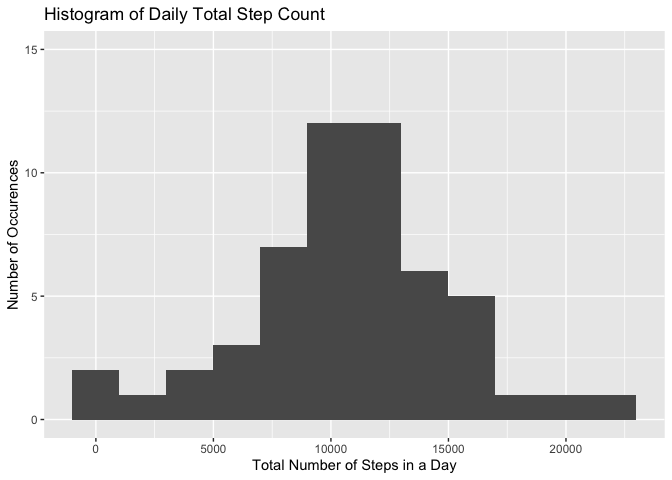 Histogram of Daily Total Step Count
15
10
5
0
Number of Occurences
0 5000 10000 15000 20000
Total Number of Steps in a Day